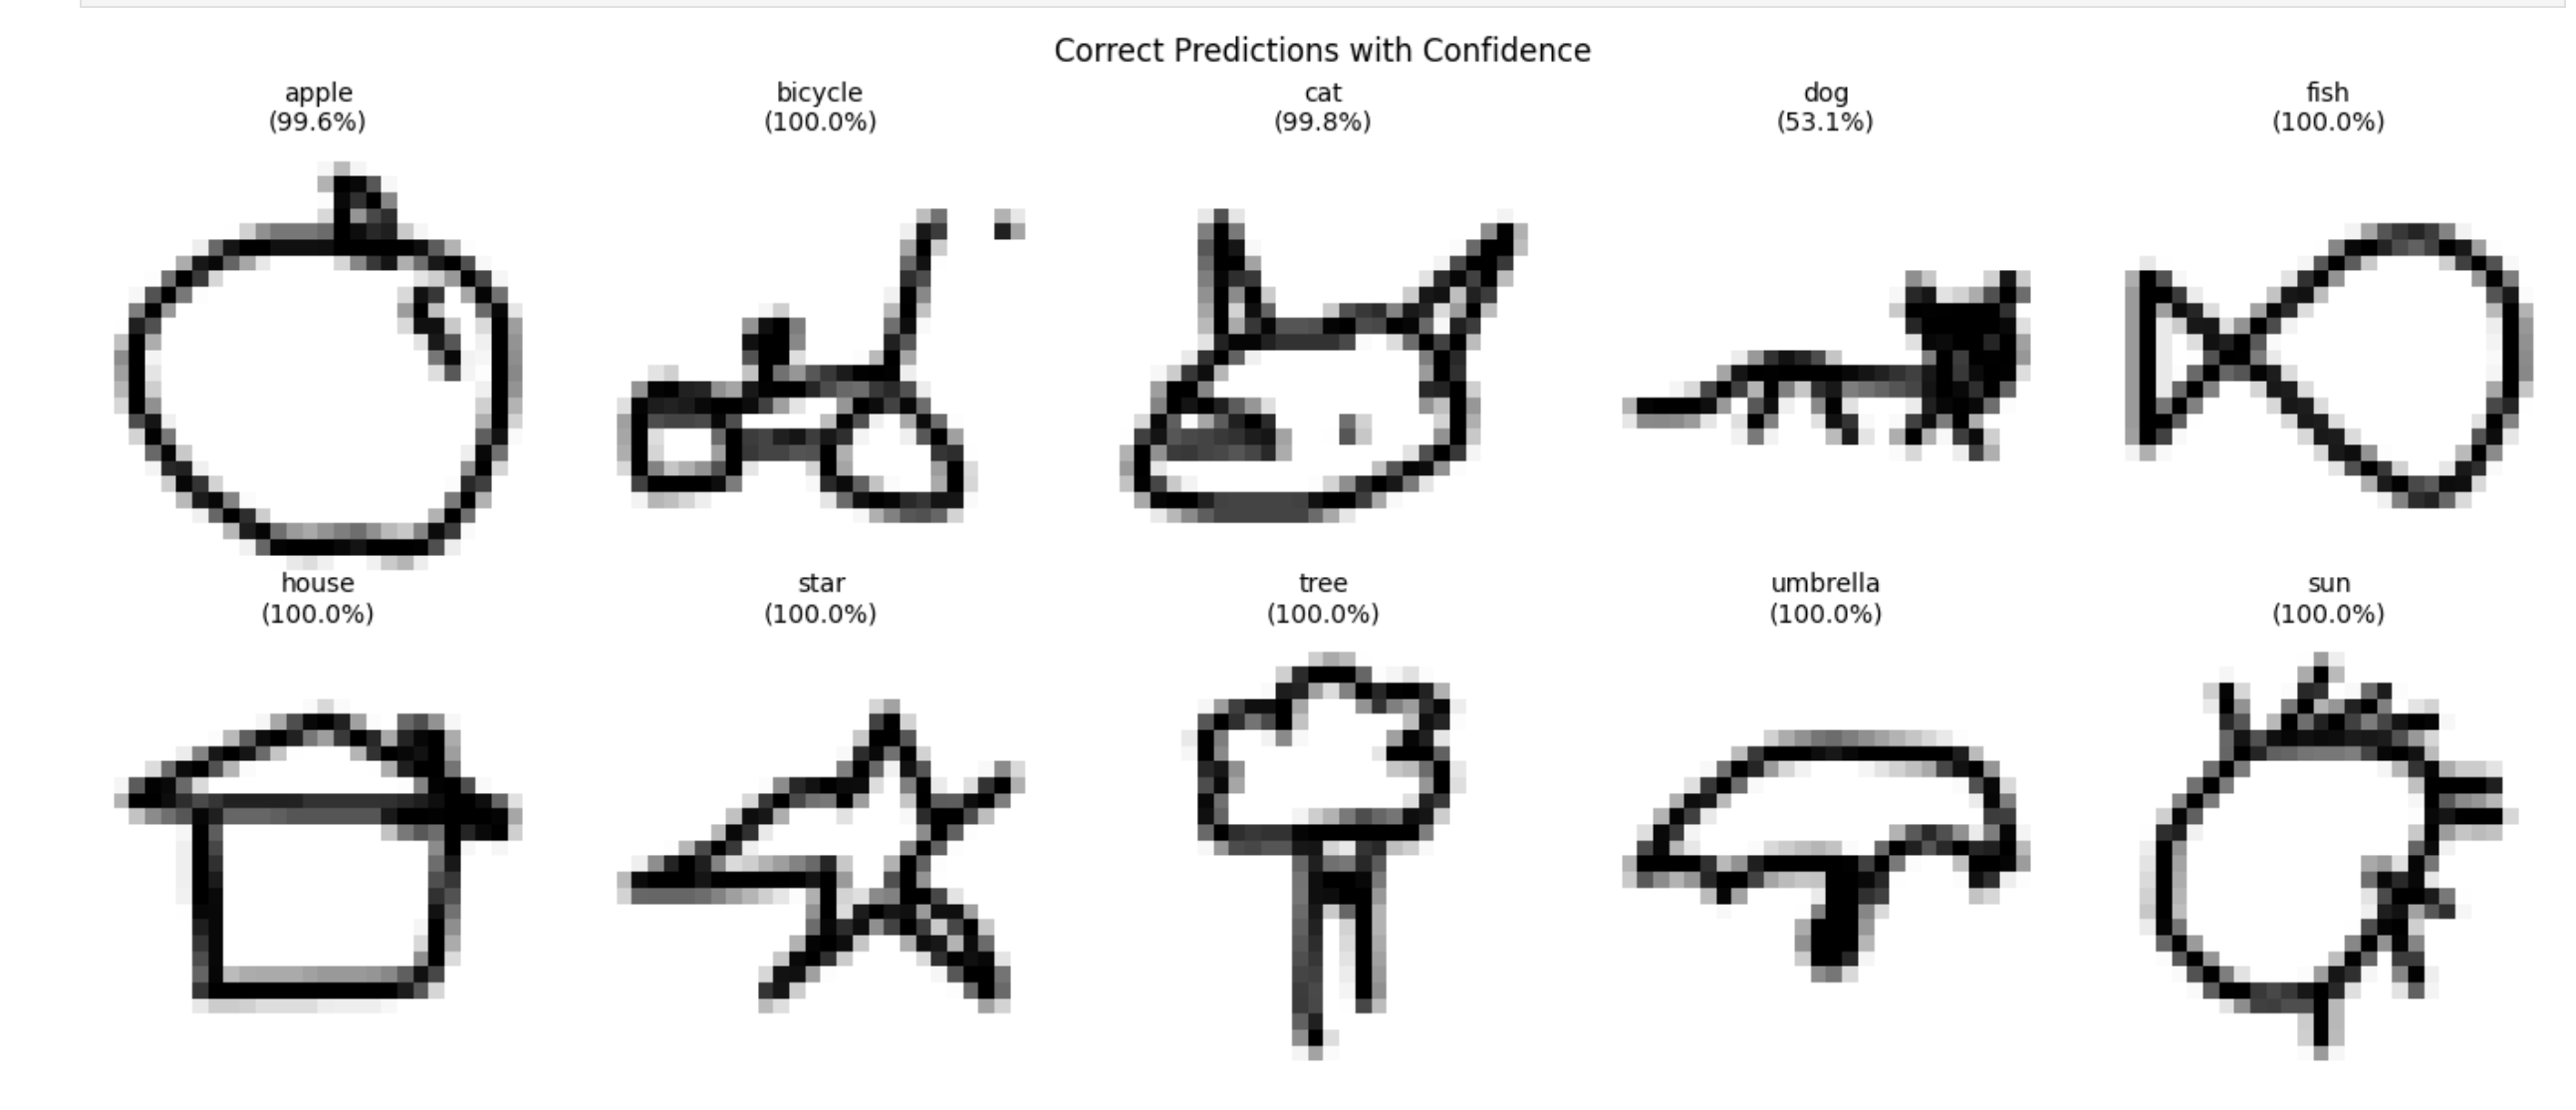 Correct Predictions with Confidence
apple
(99.6%)
bicycle
(100.0%)
cat
(99.8%)
dog
(53.1%)
fish
(100.0%)
house
(100.0%)
star
(100.0%)
tree
(100.0%)
umbrella
(100.0%)
sun
(100.0%)